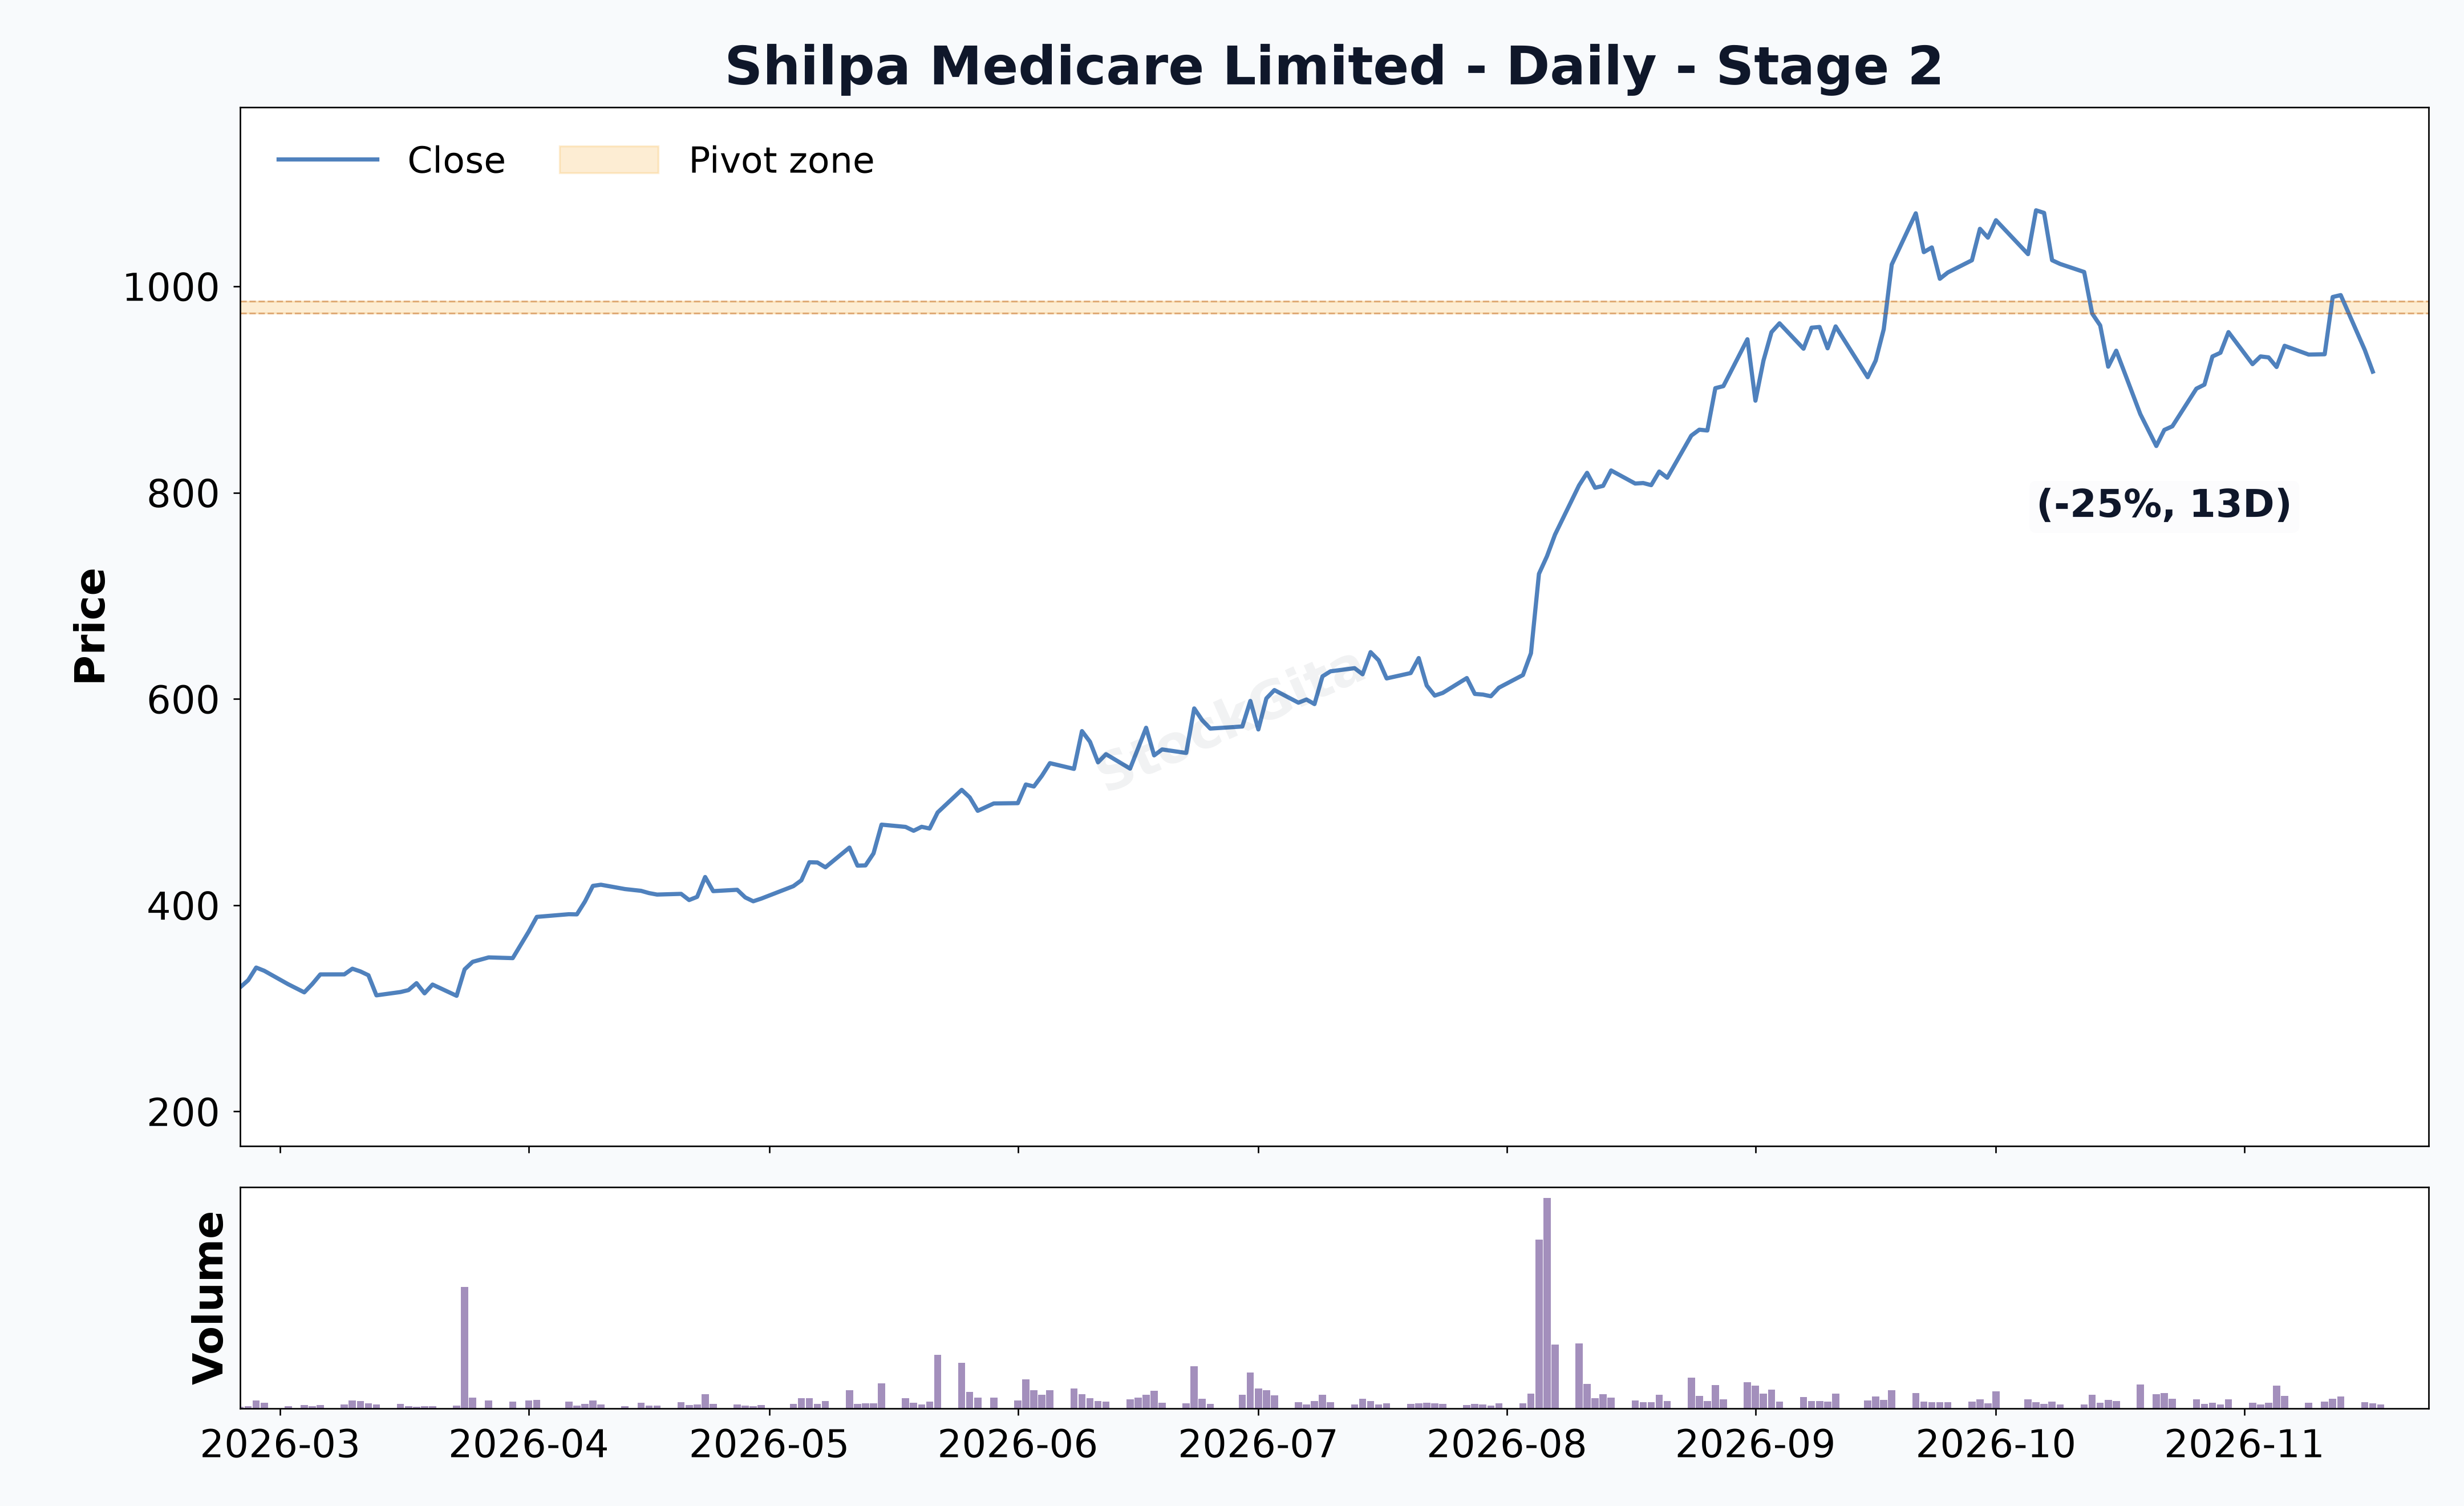 Shilpa Medicare Limited - Daily - Stage 2
Close
Pivot zone
1000
800
600
400
200
Price
(-25%, 13D)
StockGita
Volume
2026-03
2026-04
2026-05
2026-06
2026-07
2026-08
2026-09
2026-10
2026-11